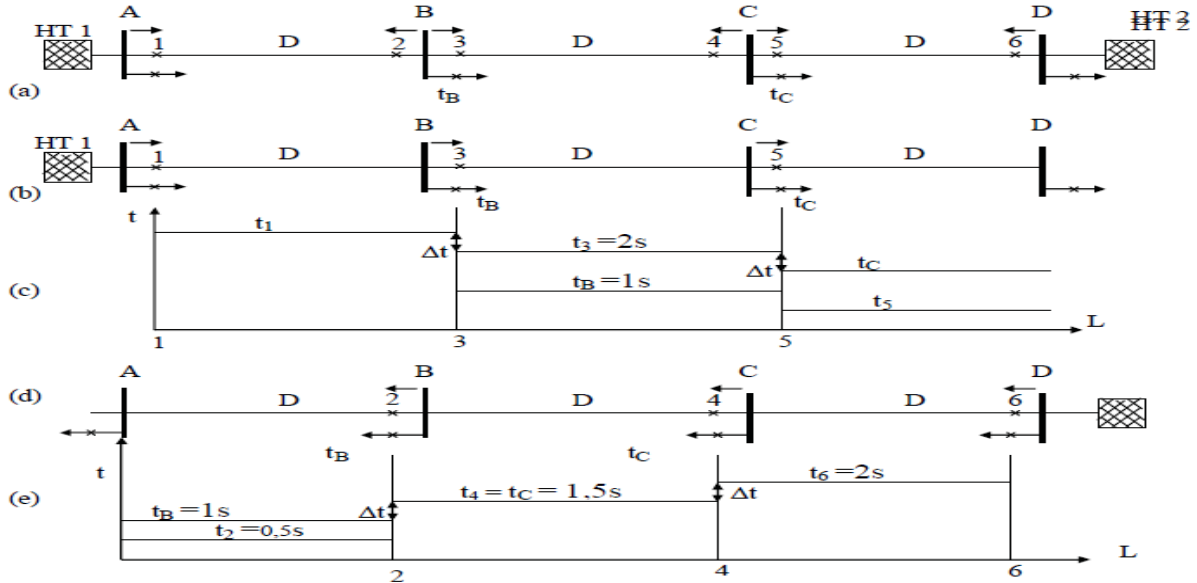 A B C D HT 2
HT 1 1 D 2 3 D 4 5 D 6
(a) tB tC
A B C D
HT 1 1 D 3 D 5 D
(b) tB tC
t t1
Δt t3 =2s
Δt tC
(c) tB =1s
t5
L
1 3 5
A B C D
(d) D 2 D 4 D 6
tB tC
t t6 =2s
(e) t4 = tC = 1,5s Δt
tB =1s Δt
t2 =0,5s
L
2 4 6